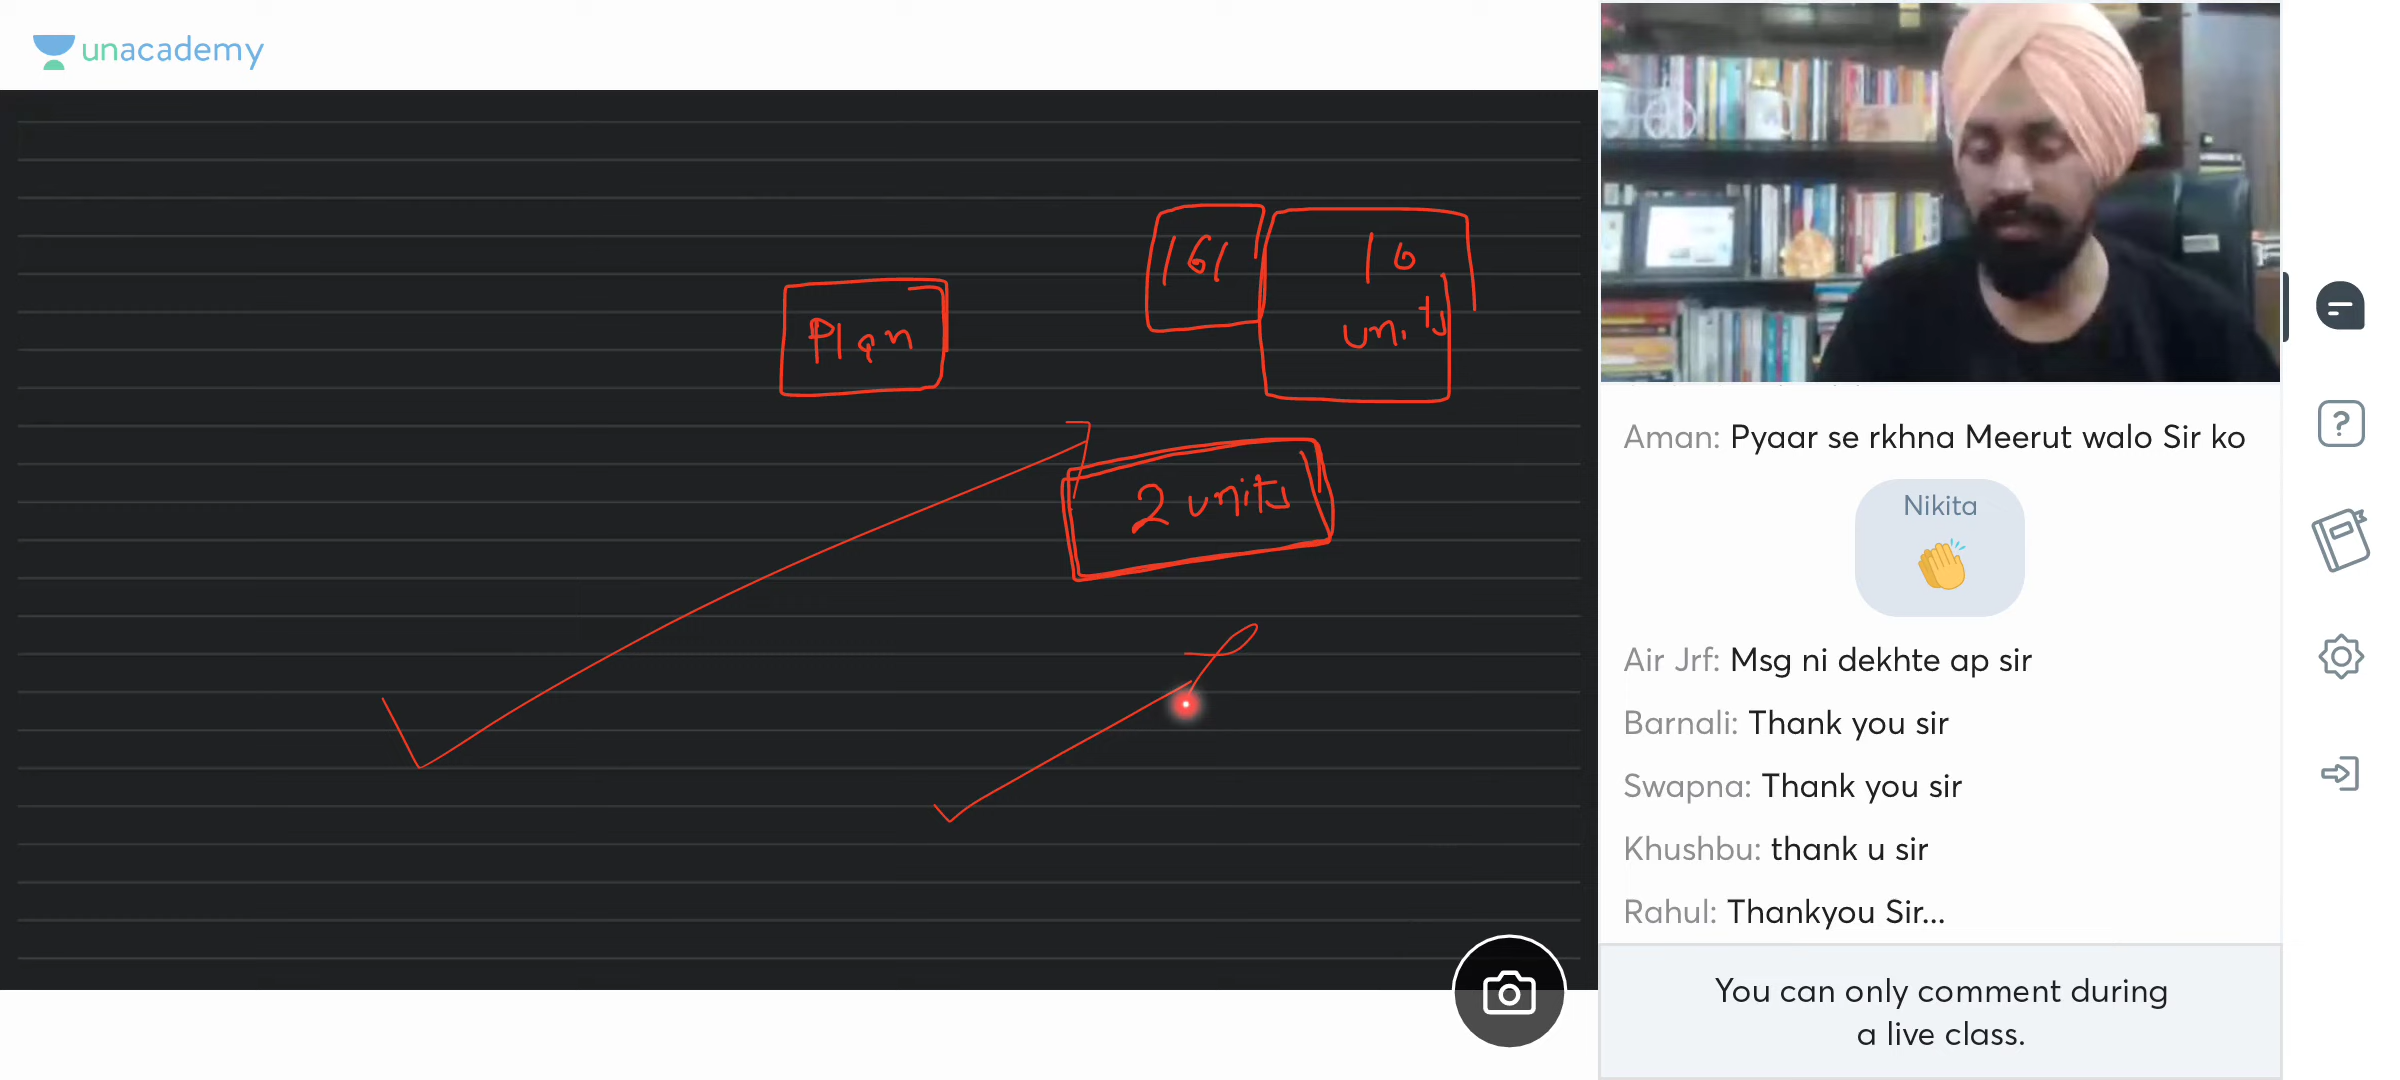 unacademy
161
10
units
Plan
2 units
Aman: Pyaar se rkhna Meerut walo Sir ko
Nikita
Air Jrf: Msg ni dekhte ap sir
Barnali: Thank you sir
Swapna: Thank you sir
Khushbu: thank u sir
Rahul: Thankyou Sir...
You can only comment during
a live class.